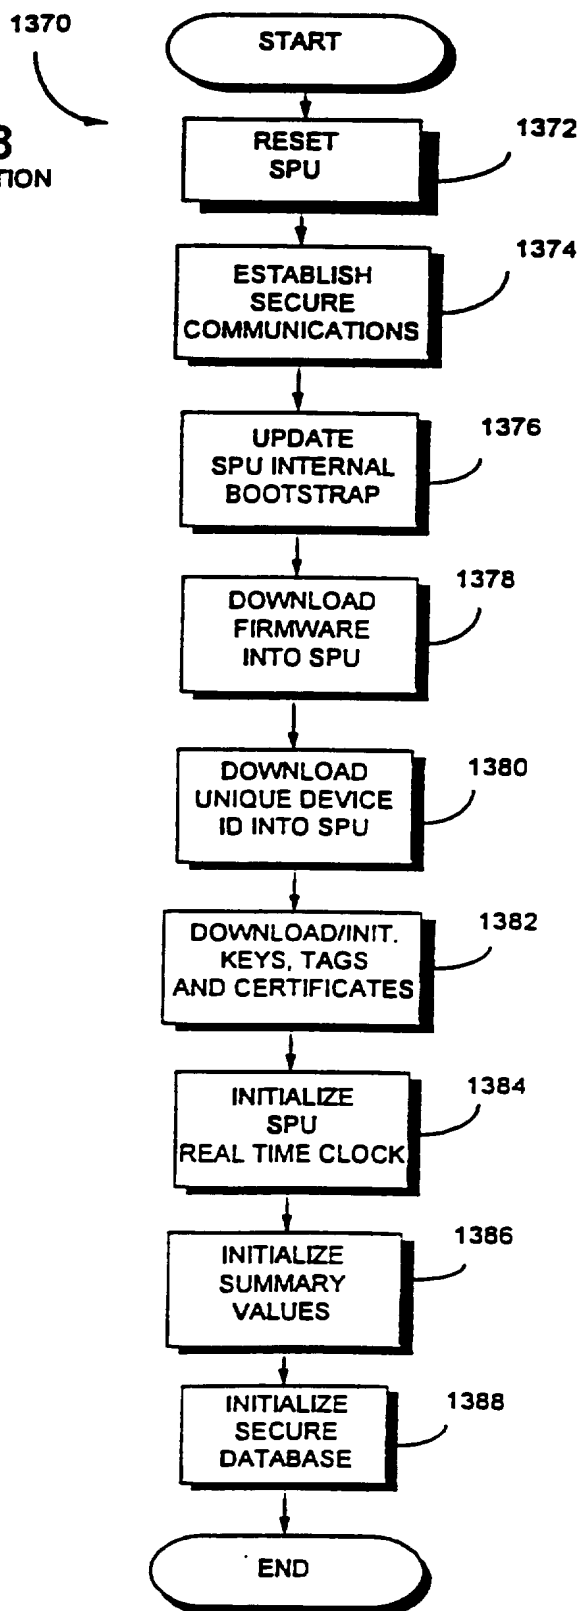 1370
START
RESET
SPU
1372
ESTABLISH
SECURE
COMMUNICATIONS
1374
UPDATE
SPU INTERNAL
BOOTSTRAP
1376
DOWNLOAD
FIRMWARE
INTO SPU
1378
DOWNLOAD
UNIQUE DEVICE
ID INTO SPU
1380
DOWNLOAD/INIT.
KEYS, TAGS
AND CERTIFICATES
1382
INITIALIZE
SPU
REAL TIME CLOCK
1384
INITIALIZE
SUMMARY
VALUES
1386
INITIALIZE
SECURE
DATABASE
1388
END